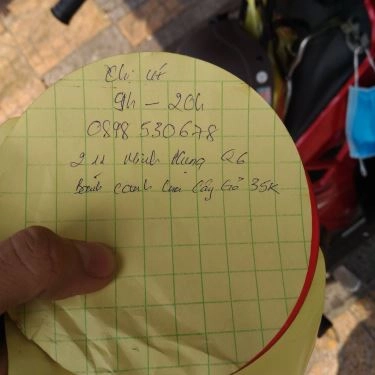 Chị út
9h - 20h
0898 530678
211 Minh Phụng Q6
Bánh canh Cua Cây Gõ 35K